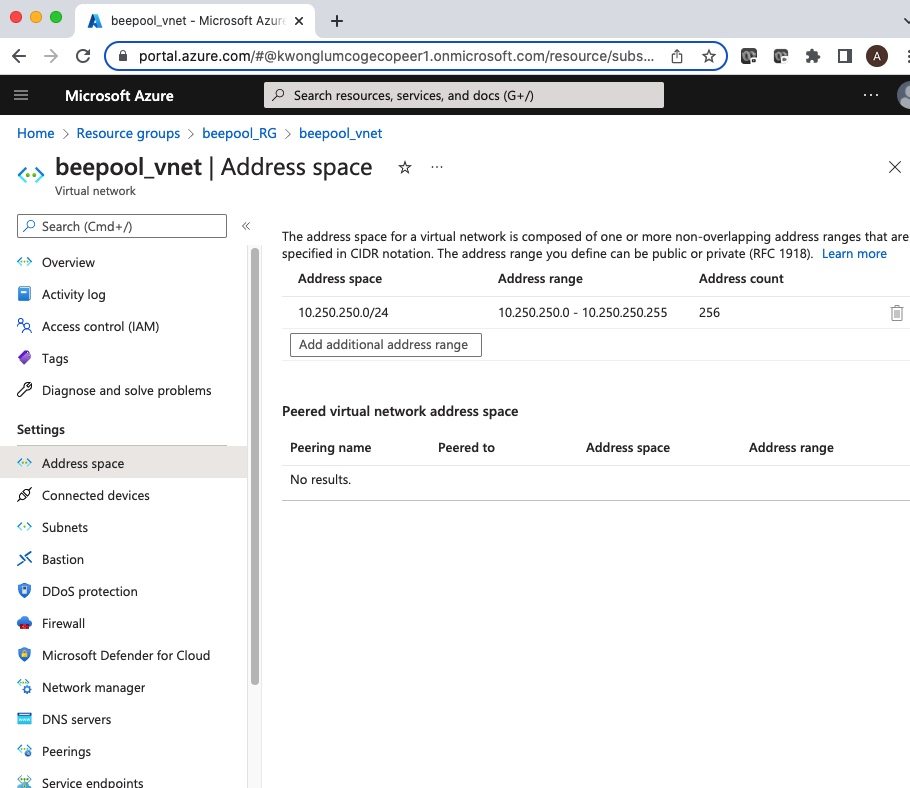 beepool_vnet - Microsoft Azure
portal.azure.com/#@kwonglumcogecopeer1.onmicrosoft.com/resource/subs...
A
Microsoft Azure
Search resources, services, and docs (G+/)
Home > Resource groups > beepool_RG > beepool_vnet
beepool_vnet | Address space
Virtual network
Search (Cmd+/)
Overview
Activity log
Access control (IAM)
Tags
Diagnose and solve problems
Settings
Address space
Connected devices
Subnets
Bastion
DDoS protection
Firewall
Microsoft Defender for Cloud
Network manager
DNS servers
Peerings
Service endpoints
The address space for a virtual network is composed of one or more non-overlapping address ranges that are
specified in CIDR notation. The address range you define can be public or private (RFC 1918). Learn more
Address space Address range Address count
10.250.250.0/24 10.250.250.0 - 10.250.250.255 256
Add additional address range
Peered virtual network address space
Peering name Peered to Address space Address range
No results.